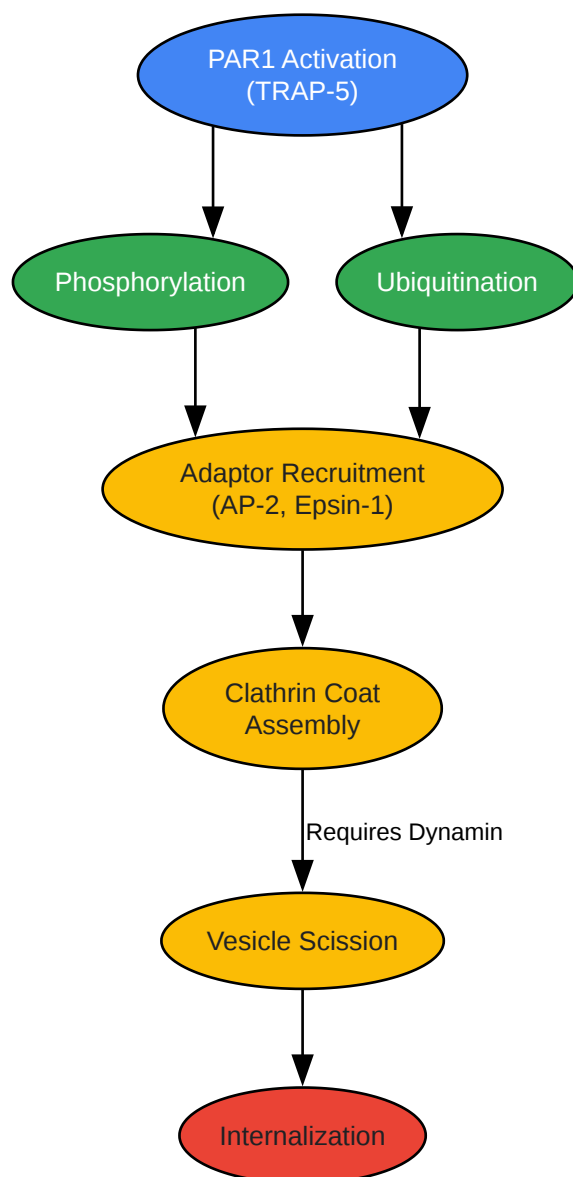 PAR1 Activation
(TRAP-5)
Phosphorylation
Ubiquitination
Adaptor Recruitment
(AP-2, Epsin-1)
Clathrin Coat
Assembly
Requires Dynamin
Vesicle Scission
Internalization